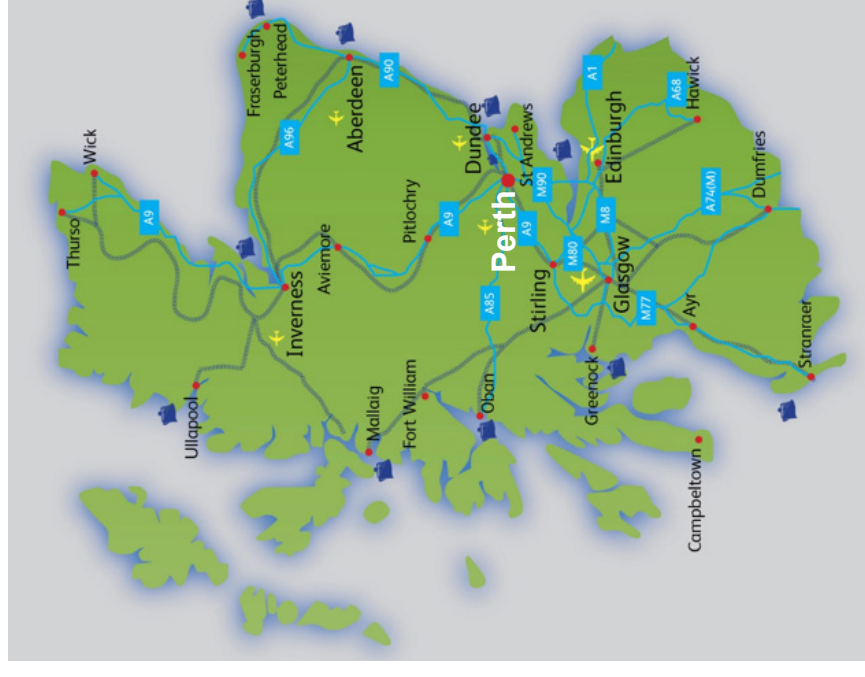 Thurso
Wick
A9
Fraserburgh
Peterhead
Ullapool
Inverness
A96
Aberdeen
A90
Aviemore
Mallaig
Fort William
Pitlochry
A9
Dundee
St Andrews
Perth
Oban
A85
Stirling
A9
M90
M80
M8
Edinburgh
A1
A68
Hawick
Greenock
Glasgow
M77
Ayr
A74(M)
Dumfries
Campbeltown
Stranraer